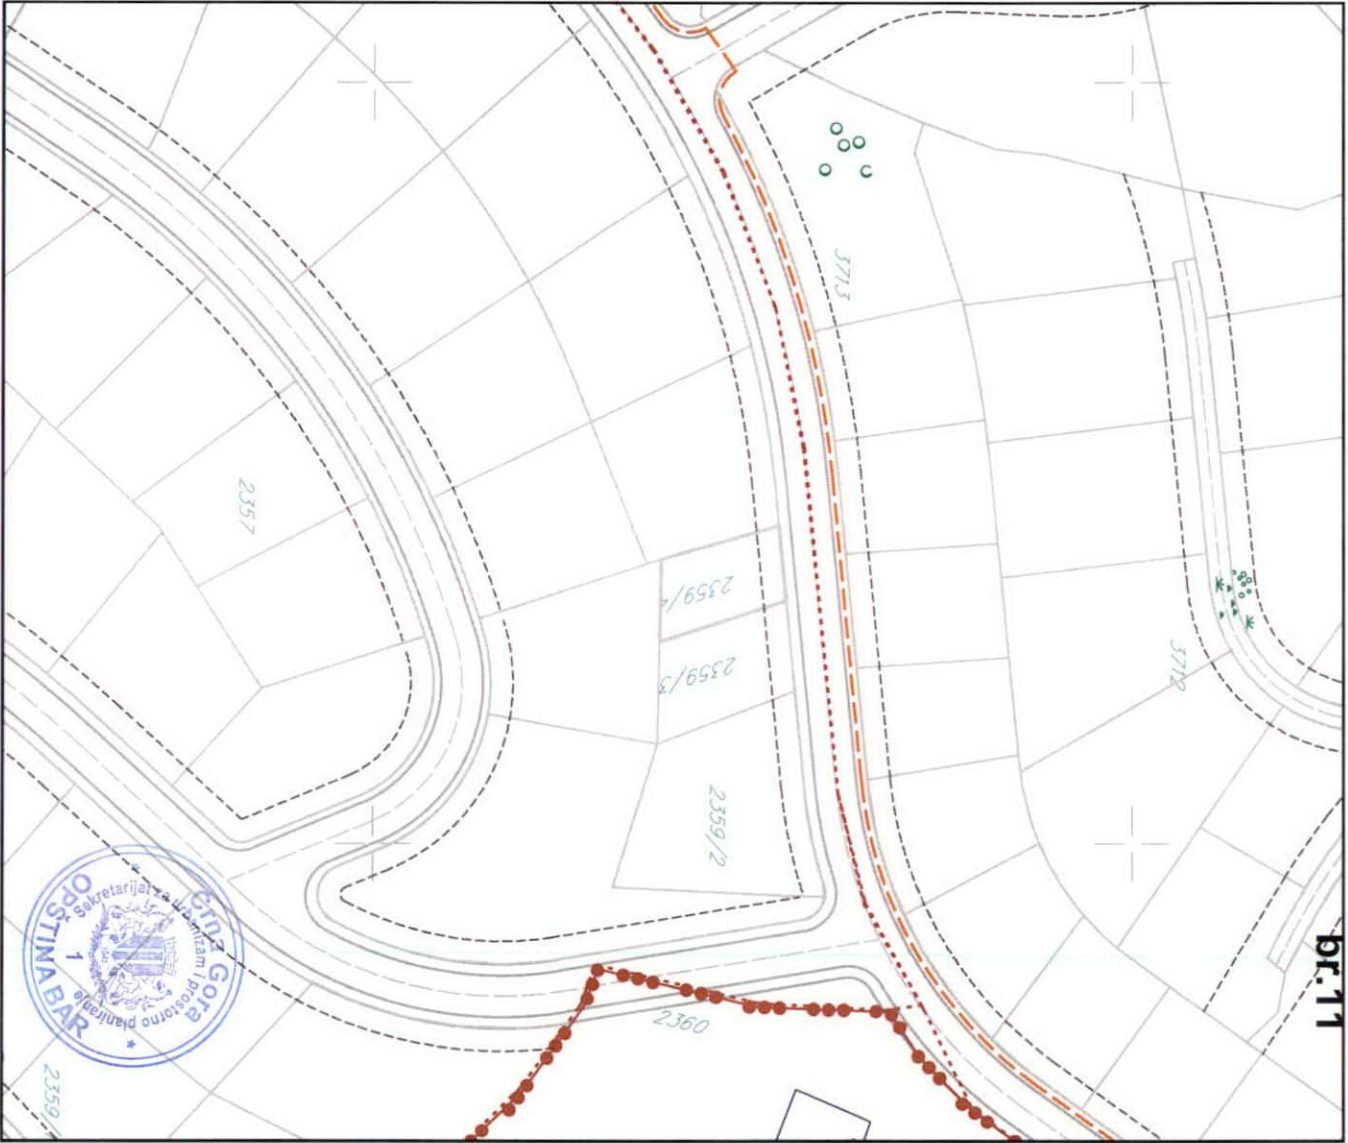 3713
2357
2359/4
2359/3
3712
2359/2
br.11
2360
2359/
Crna Gora
OPŠTINA BAR
Sekretarijat za urbanizam i prostorno planiranje
1